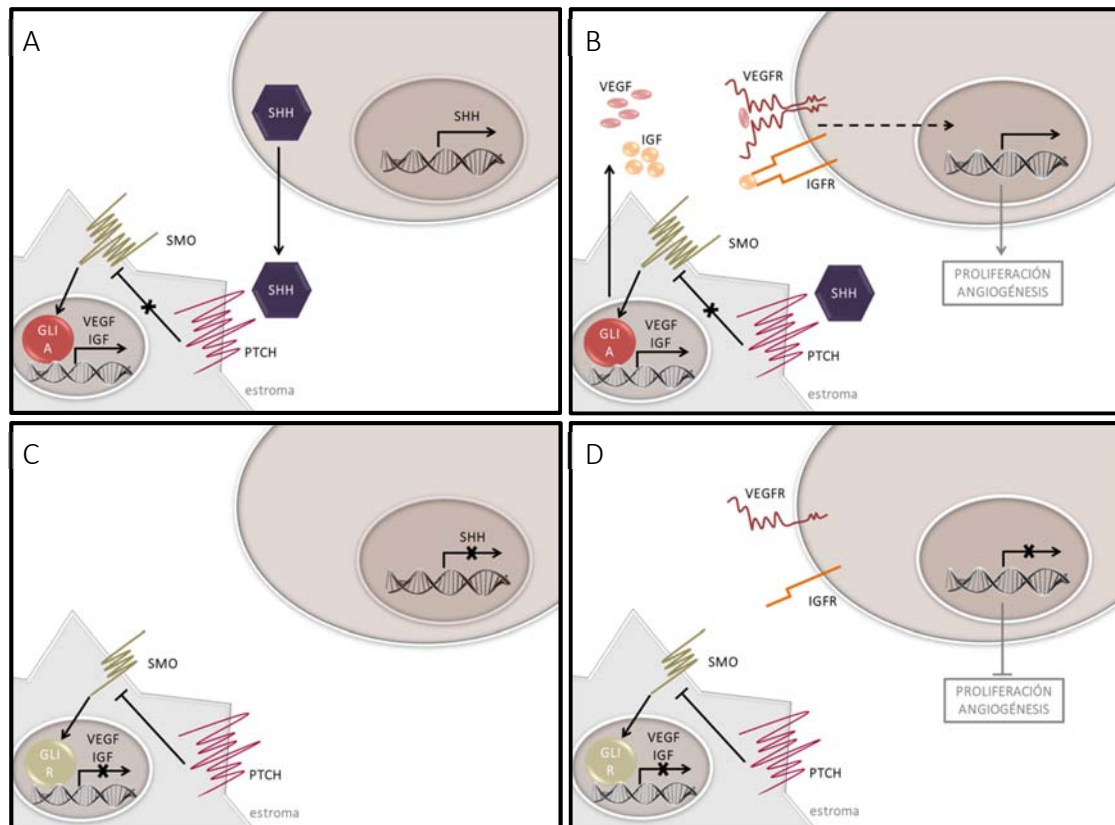 A
SHH
SHH
SMO
SHH
GLI
A
VEGF
IGF
PTCH
estroma
B
VEGF
VEGFR
IGF
IGFR
SMO
SHH
GLI
A
VEGF
IGF
PTCH
estroma
PROLIFERACIÓN
ANGIOGÉNESIS
C
SHH
SMO
GLI
R
VEGF
IGF
PTCH
estroma
D
VEGFR
IGFR
SMO
GLI
R
VEGF
IGF
PTCH
estroma
PROLIFERACIÓN
ANGIOGÉNESIS